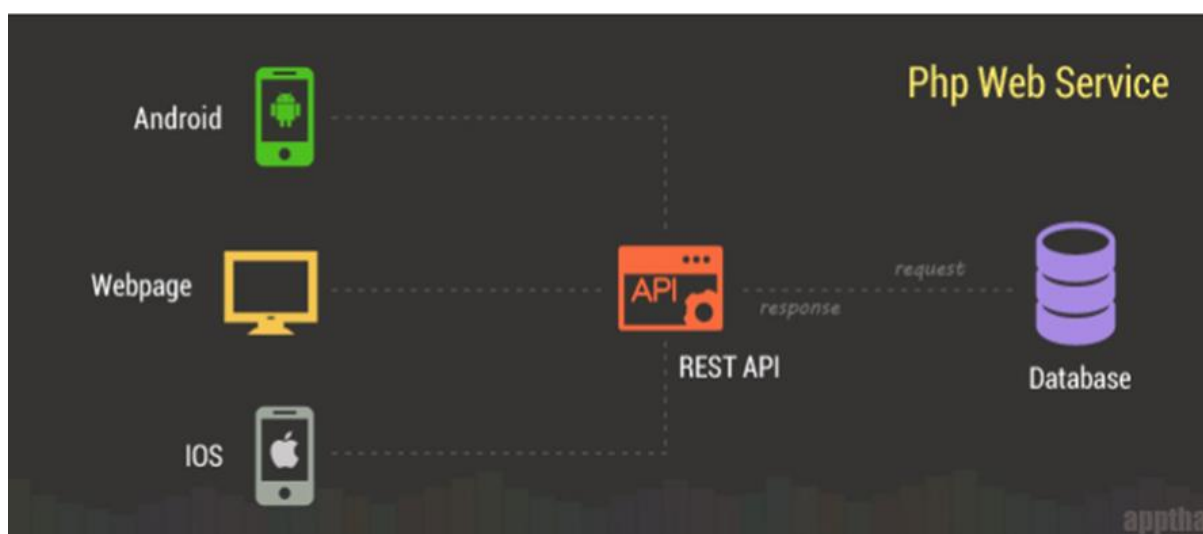 Php Web Service
Android
Webpage
API
request
response
REST API
Database
IOS
apptha